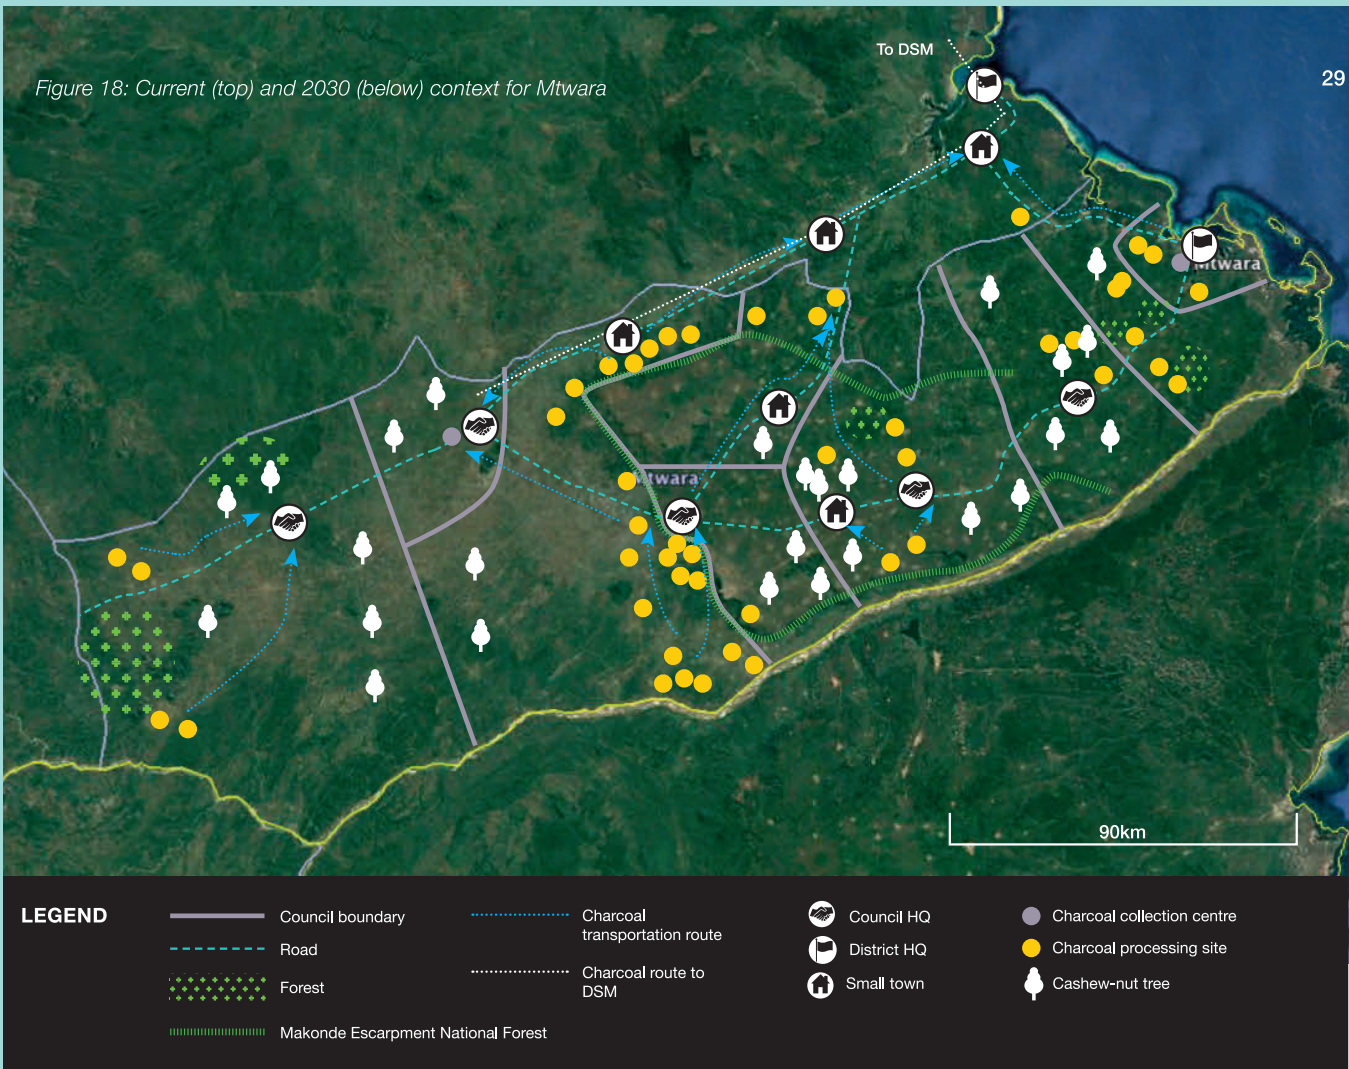 To DSM
Figure 18: Current (top) and 2030 (below) context for Mtwara
29
Mtwara
Mtwara
90km
LEGEND
Council boundary
Road
Forest
Makonde Escarpment National Forest
Charcoal
transportation route
Charcoal route to
DSM
Council HQ
District HQ
Small town
Charcoal collection centre
Charcoal processing site
Cashew-nut tree